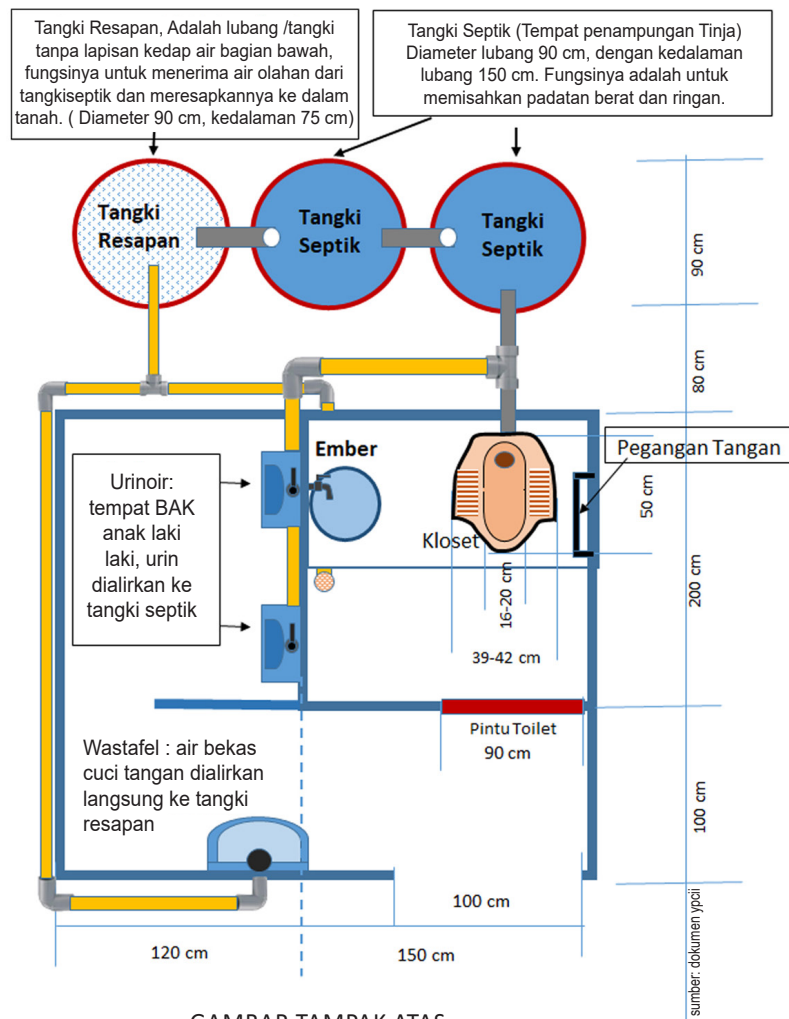 Tangki Resapan, Adalah lubang /tangki
tanpa lapisan kedap air bagian bawah,
fungsinya untuk menerima air olahan dari
tangkiseptik dan meresapkannya ke dalam
tanah. ( Diameter 90 cm, kedalaman 75 cm)
Tangki Septik (Tempat penampungan Tinja)
Diameter lubang 90 cm, dengan kedalaman
lubang 150 cm. Fungsinya adalah untuk
memisahkan padatan berat dan ringan.
Tangki
Resapan
Tangki
Septik
Tangki
Septik
90 cm
80 cm
Ember
Pegangan Tangan
Urinoir:
tempat BAK
anak laki
laki, urin
dialirkan ke
tangki septik
Kloset
50 cm
16-20 cm
39-42 cm
200 cm
Pintu Toilet
90 cm
Wastafel : air bekas
cuci tangan dialirkan
langsung ke tangki
resapan
100 cm
100 cm
120 cm
150 cm
sumber: dokumen ypcii
GAMBAR TAMPAK ATAS